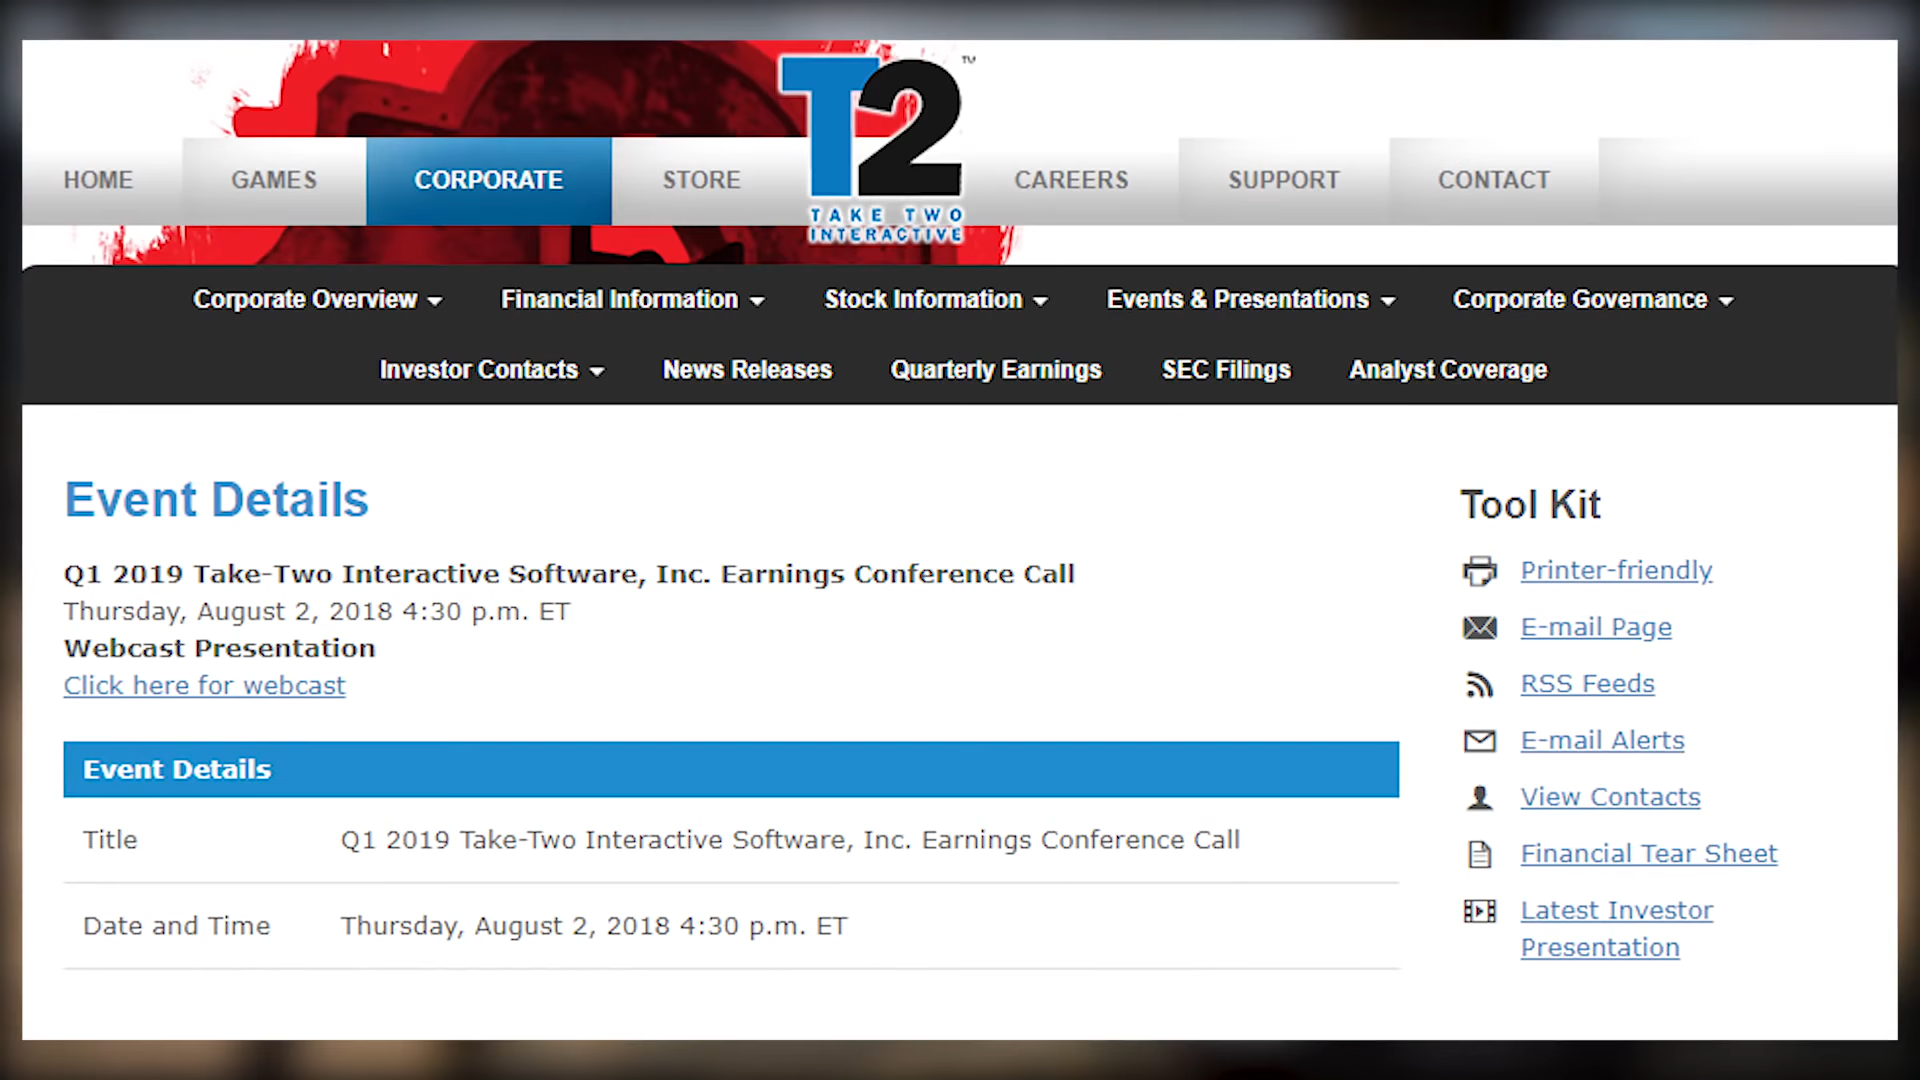 T2 ™
TAKE TWO
INTERACTIVE
HOME GAMES CORPORATE STORE CAREERS SUPPORT CONTACT
Corporate Overview Financial Information Stock Information Events & Presentations Corporate Governance
Investor Contacts News Releases Quarterly Earnings SEC Filings Analyst Coverage
Event Details
Q1 2019 Take-Two Interactive Software, Inc. Earnings Conference Call
Thursday, August 2, 2018 4:30 p.m. ET
Webcast Presentation
Click here for webcast
Event Details
Title Q1 2019 Take-Two Interactive Software, Inc. Earnings Conference Call
Date and Time Thursday, August 2, 2018 4:30 p.m. ET
Tool Kit
Printer-friendly
E-mail Page
RSS Feeds
E-mail Alerts
View Contacts
Financial Tear Sheet
Latest Investor
Presentation